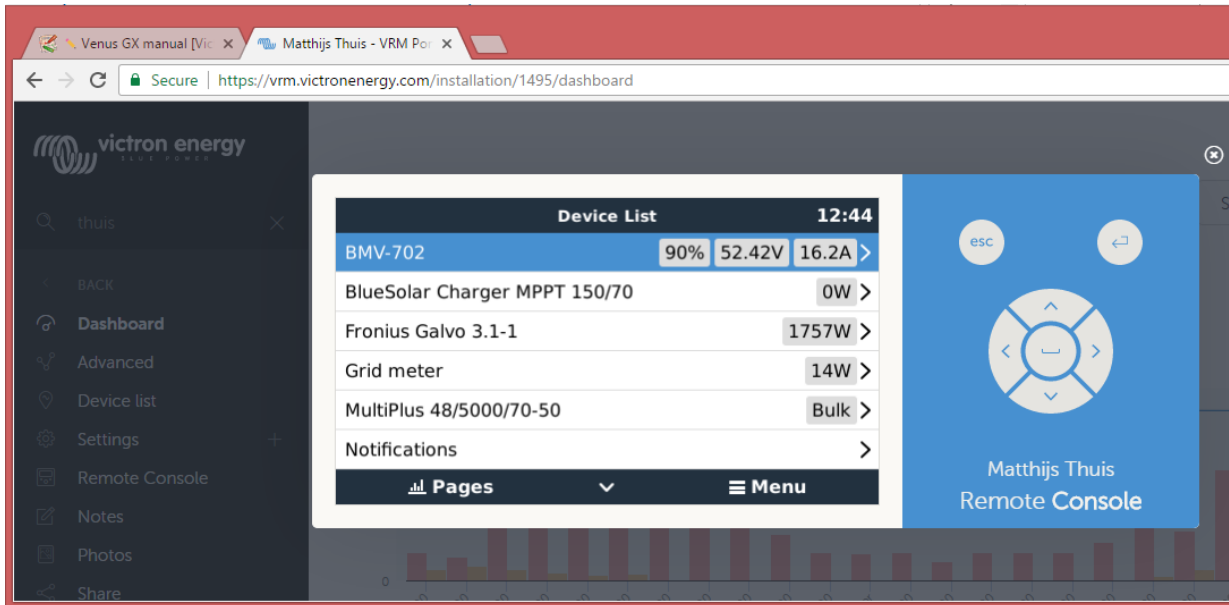 Venus GX manual [Vic
Matthijs Thuis - VRM Por
Secure | https://vrm.victronenergy.com/installation/1495/dashboard
victron energy
BLUE POWER
thuis
BACK
Dashboard
Advanced
Device list
Settings
Remote Console
Notes
Photos
Share
Device List 12:44
BMV-702 90% 52.42V 16.2A
BlueSolar Charger MPPT 150/70 0W
Fronius Galvo 3.1-1 1757W
Grid meter 14W
MultiPlus 48/5000/70-50 Bulk
Notifications
Pages Menu
esc
Matthijs Thuis
Remote Console
S
0